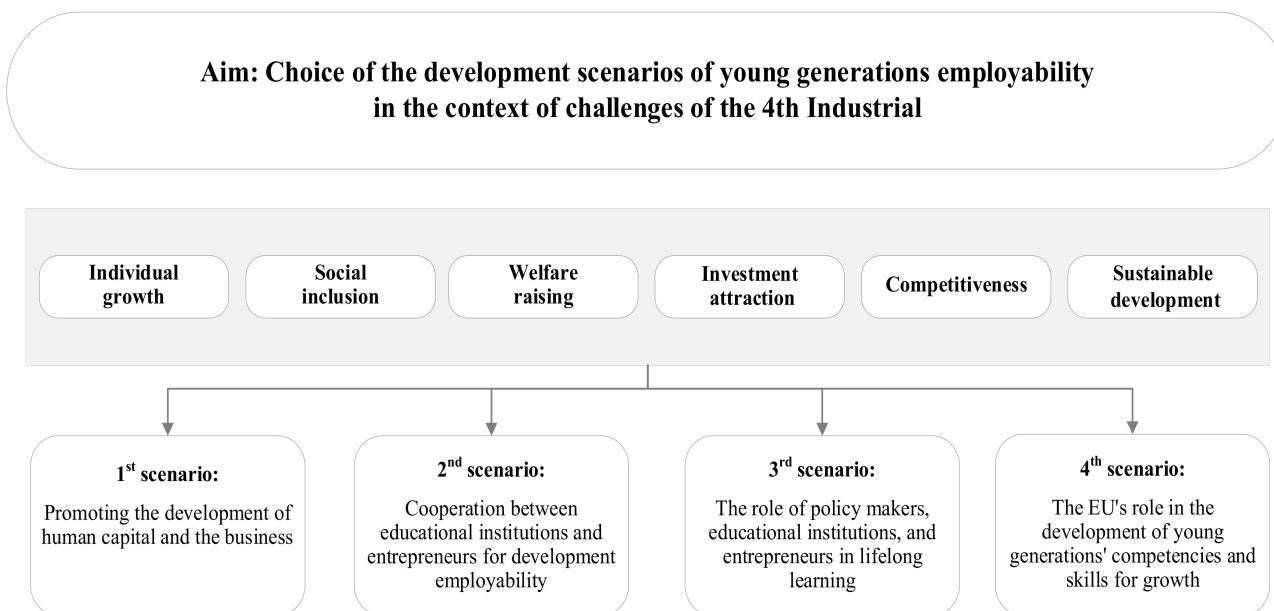 Aim: Choice of the development scenarios of young generations employability
in the context of challenges of the 4th Industrial
Individual
growth
Social
inclusion
Welfare
raising
Investment
attraction
Competitiveness
Sustainable
development
1st scenario:
Promoting the development of
human capital and the business
2nd scenario:
Cooperation between
educational institutions and
entrepreneurs for development
employability
3rd scenario:
The role of policy makers,
educational institutions, and
entrepreneurs in lifelong
learning
4th scenario:
The EU's role in the
development of young
generations' competencies and
skills for growth